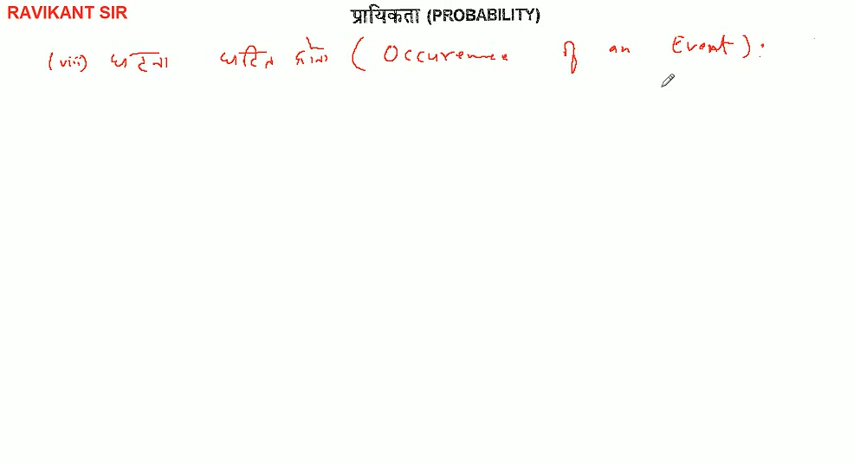 RAVIKANT SIR
प्रायिकता (PROBABILITY)
(viii) घटना घटित होना ( Occurence of an Event ) :